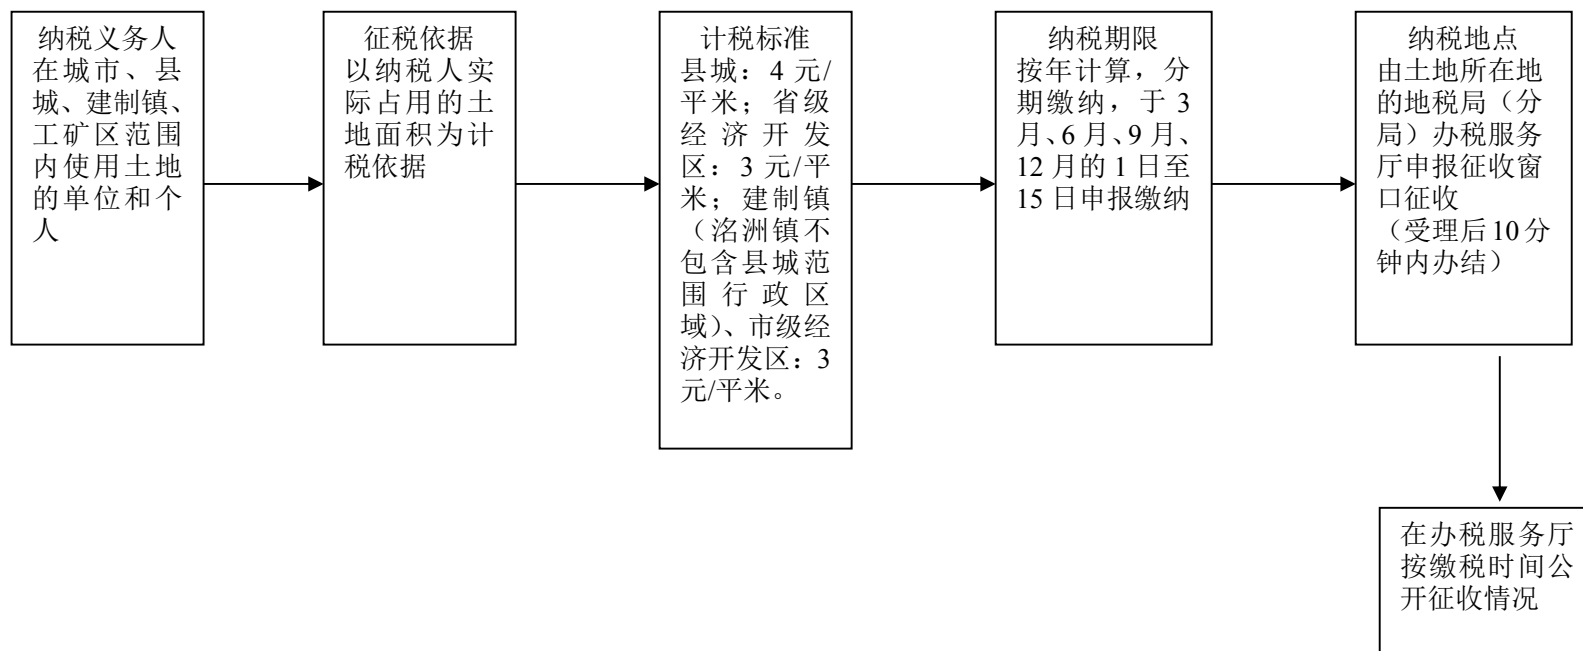 纳税义务人
在城市、县
城、建制镇、
工矿区范围
内使用土地
的单位和个
人
征税依据
以纳税人实
际占用的土
地面积为计
税依据
计税标准
县城：4 元/
平米；省级
经济开发
区：3 元/平
米；建制镇
（洺洲镇不
包含县城范
围行政区
域）、市级经
济开发区：3
元/平米。
纳税期限
按年计算，分
期缴纳，于 3
月、6 月、9 月、
12 月的 1 日至
15 日申报缴纳
纳税地点
由土地所在地
的地税局（分
局）办税服务
厅申报征收窗
口征收
（受理后 10 分
钟内办结）
在办税服务厅
按缴税时间公
开征收情况